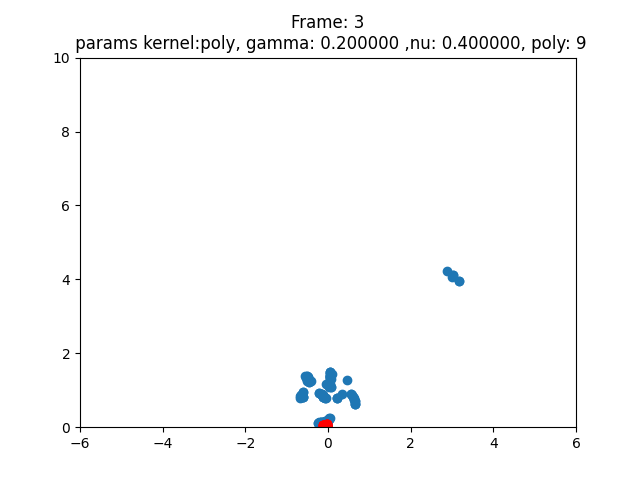 Frame: 3
params kernel:poly, gamma: 0.200000 ,nu: 0.400000, poly: 9
10
8
6
4
2
0
−6 −4 −2 0 2 4 6